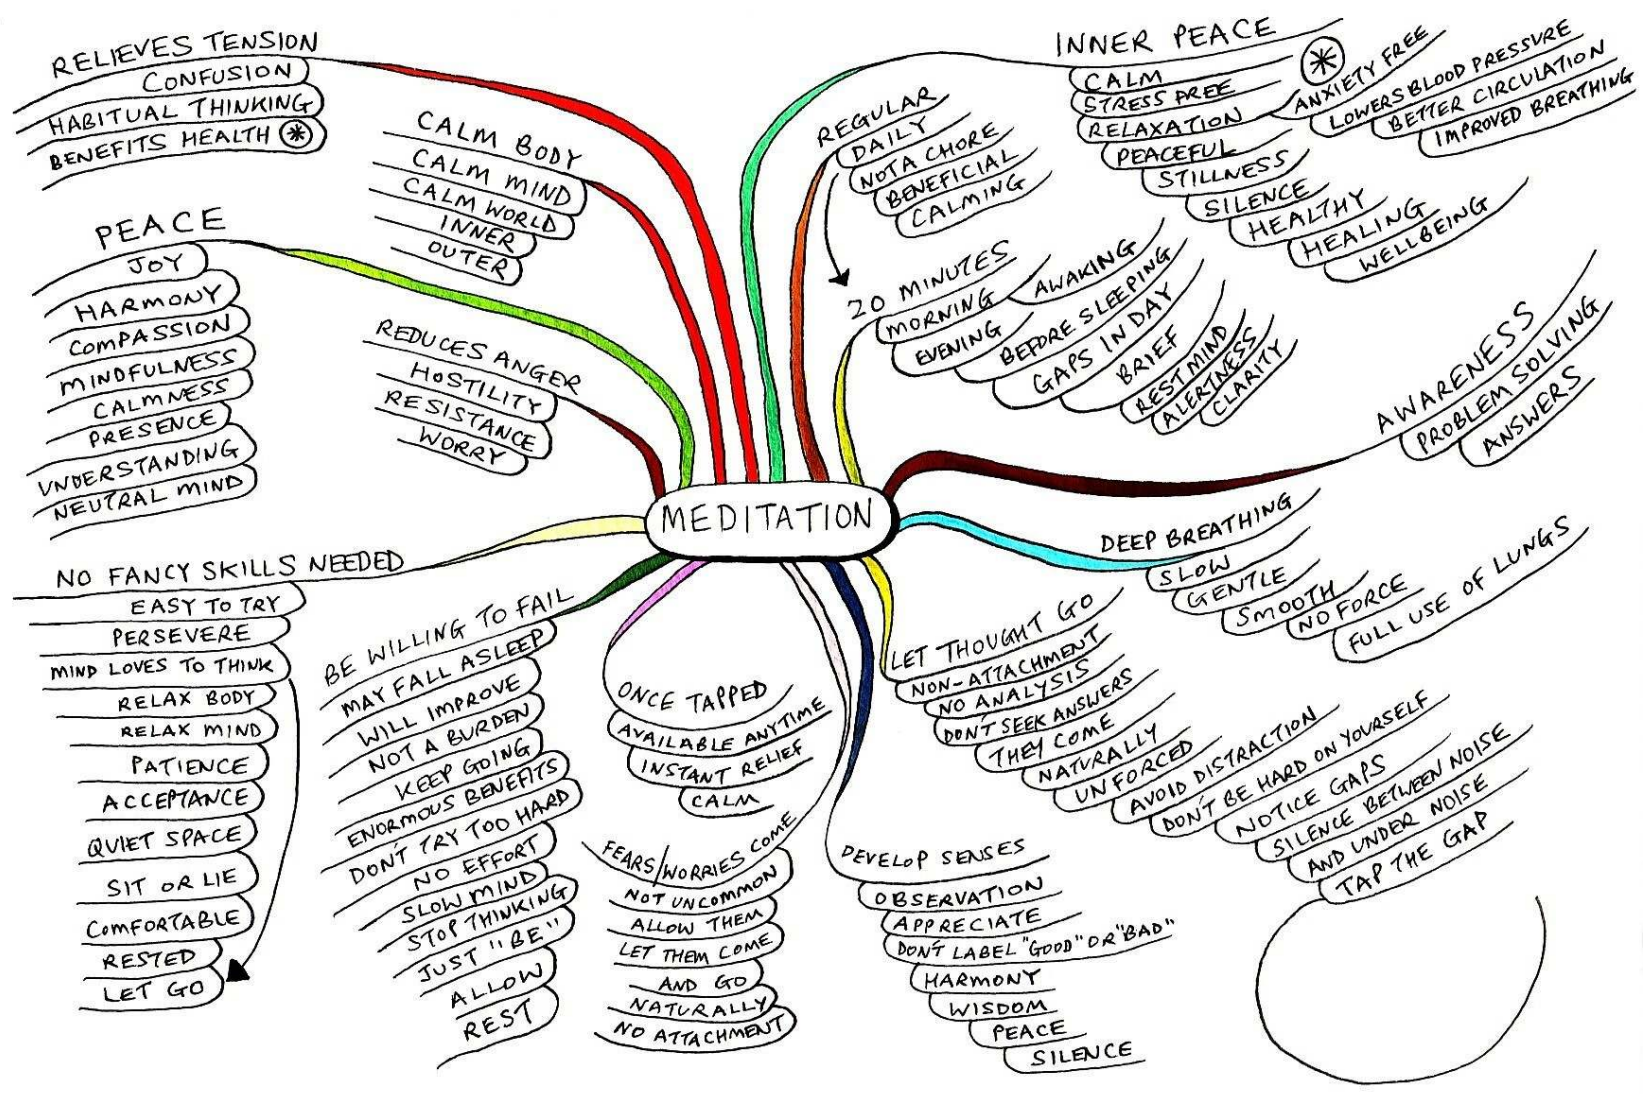 RELIEVES TENSION
CONFUSION
HABITUAL THINKING
BENEFITS HEALTH *
CALM BODY
CALM MIND
CALM WORLD
INNER
OUTER
PEACE
JOY
HARMONY
COMPASSION
MINDFULNESS
CALMNESS
PRESENCE
UNDERSTANDING
NEUTRAL MIND
REDUCES ANGER
HOSTILITY
RESISTANCE
WORRY
INNER PEACE
CALM
STRESS FREE
RELAXATION
*
ANXIETY FREE
LOWERS BLOOD PRESSURE
BETTER CIRCULATION
IMPROVED BREATHING
PEACEFUL
STILLNESS
SILENCE
HEALTHY
HEALING
WELLBEING
REGULAR
DAILY
NOT A CHORE
BENEFICIAL
CALMING
20 MINUTES
MORNING
AWAKING
EVENING
BEFORE SLEEPING
GAPS IN DAY
BRIEF
REST MIND
ALERTNESS
CLARITY
AWARENESS
PROBLEM SOLVING
ANSWERS
MEDITATION
DEEP BREATHING
SLOW
GENTLE
SMOOTH
NO FORCE
FULL USE OF LUNGS
NO FANCY SKILLS NEEDED
EASY TO TRY
PERSEVERE
MIND LOVES TO THINK
RELAX BODY
RELAX MIND
PATIENCE
ACCEPTANCE
QUIET SPACE
SIT OR LIE
COMFORTABLE
RESTED
LET GO
BE WILLING TO FAIL
MAY FALL ASLEEP
WILL IMPROVE
NOT A BURDEN
KEEP GOING
ENORMOUS BENEFITS
DON'T TRY TOO HARD
NO EFFORT
SLOW MIND
STOP THINKING
JUST "BE"
ALLOW
REST
ONCE TAPPED
AVAILABLE ANYTIME
INSTANT RELIEF
CALM
FEARS/WORRIES COME
NOT UNCOMMON
ALLOW THEM
LET THEM COME
AND GO
NATURALLY
NO ATTACHMENT
DEVELOP SENSES
OBSERVATION
APPRECIATE
DON'T LABEL "GOOD" OR "BAD"
HARMONY
WISDOM
PEACE
SILENCE
LET THOUGHT GO
NON-ATTACHMENT
NO ANALYSIS
DON'T SEEK ANSWERS
THEY COME
NATURALLY
UNFORCED
AVOID DISTRACTION
DON'T BE HARD ON YOURSELF
NOTICE GAPS
SILENCE BETWEEN NOISE
AND UNDER NOISE
TAP THE GAP